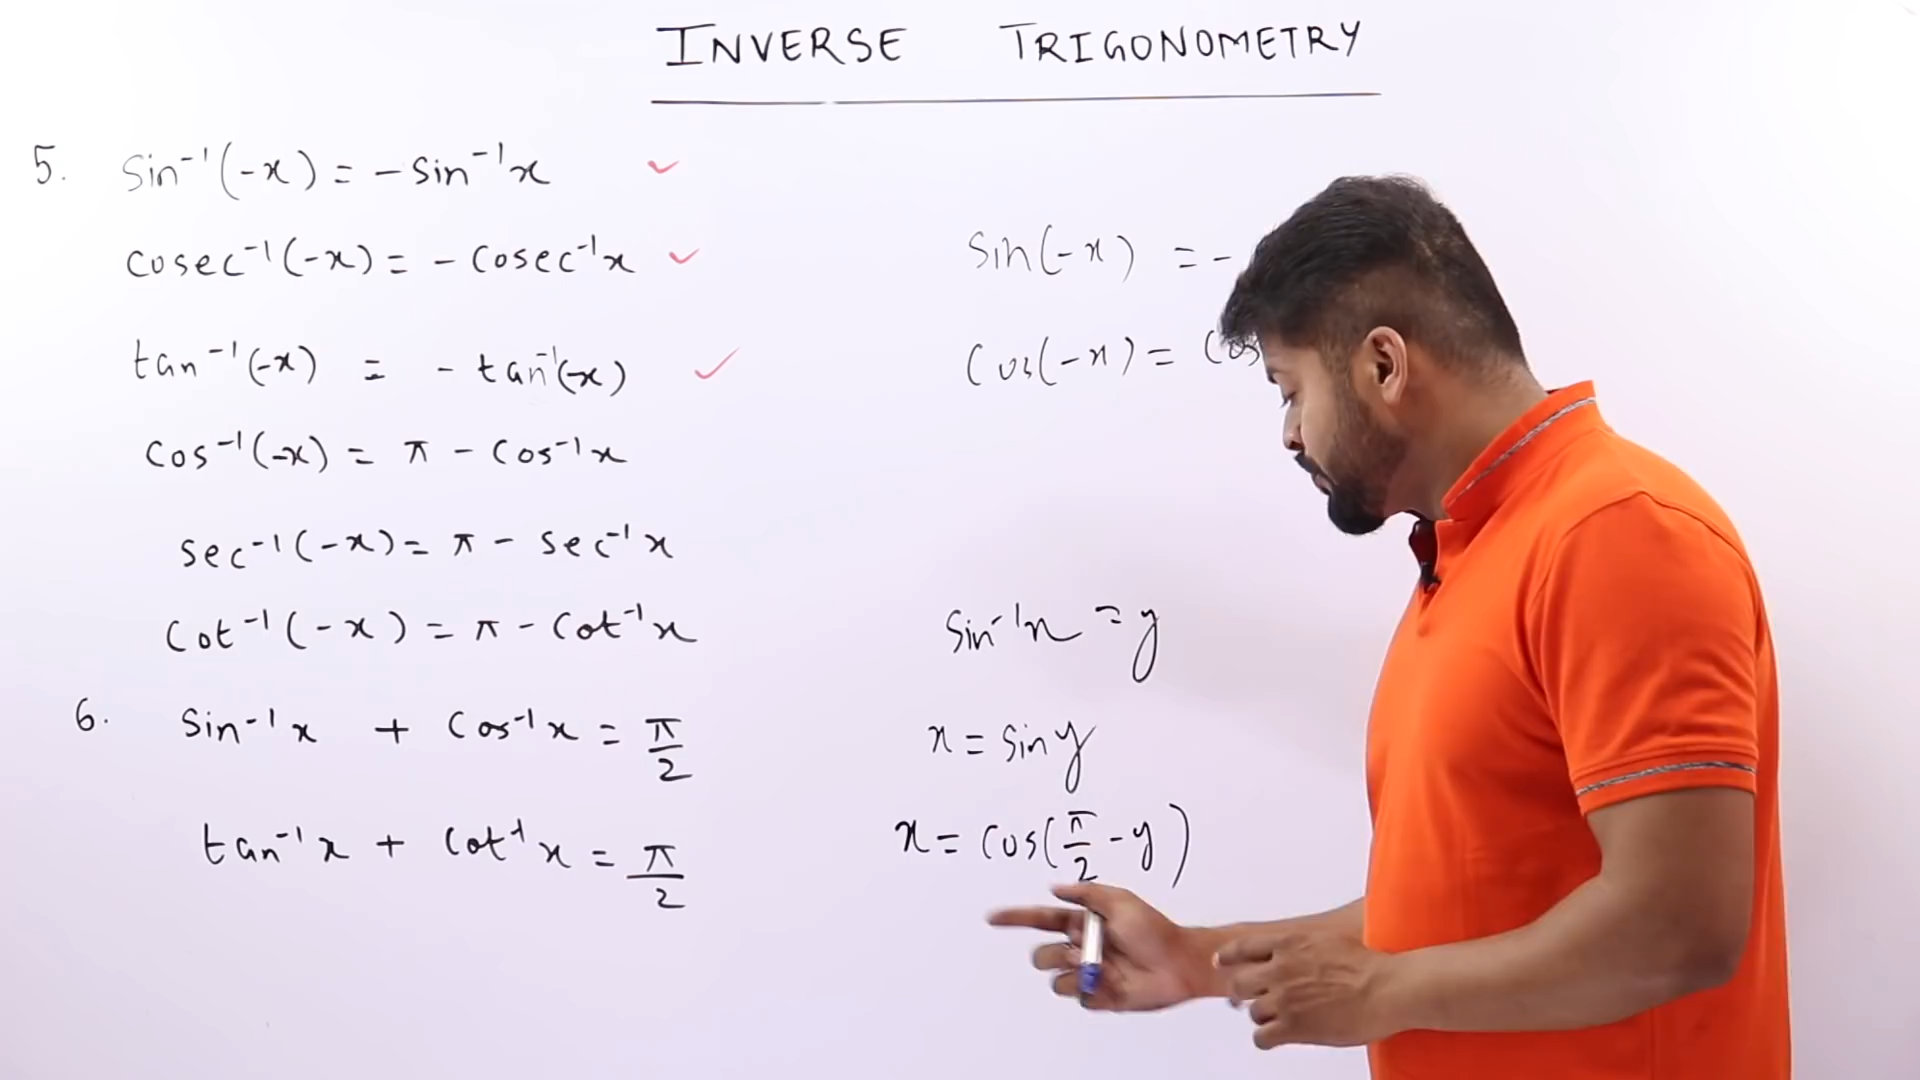 INVERSE TRIGONOMETRY
5. Sin⁻¹(-x) = -Sin⁻¹x
Cosec⁻¹(-x) = -Cosec⁻¹x
tan⁻¹(-x) = -tan⁻¹(-x)
Cos⁻¹(-x) = π - Cos⁻¹x
Sec⁻¹(-x) = π - Sec⁻¹x
Cot⁻¹(-x) = π - Cot⁻¹x
6. Sin⁻¹x + Cos⁻¹x = π/2
tan⁻¹x + Cot⁻¹x = π/2
Sin(-x) = -
Cos(-x) = Cos
Sin⁻¹x = y
x = Sin y
x = Cos(π/2 - y)